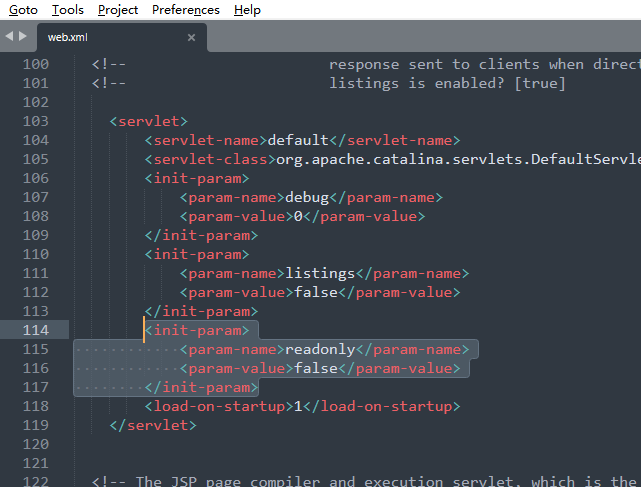 Goto Tools Project Preferences Help
web.xml ×
100 <!-- response sent to clients when direct
101 <!-- listings is enabled? [true]
102
103 <servlet>
104 <servlet-name>default</servlet-name>
105 <servlet-class>org.apache.catalina.servlets.DefaultServle
106 <init-param>
107 <param-name>debug</param-name>
108 <param-value>0</param-value>
109 </init-param>
110 <init-param>
111 <param-name>listings</param-name>
112 <param-value>false</param-value>
113 </init-param>
114 <init-param>
115 <param-name>readonly</param-name>
116 <param-value>false</param-value>
117 </init-param>
118 <load-on-startup>1</load-on-startup>
119 </servlet>
120
121
122 <!-- The JSP page compiler and execution servlet, which is the